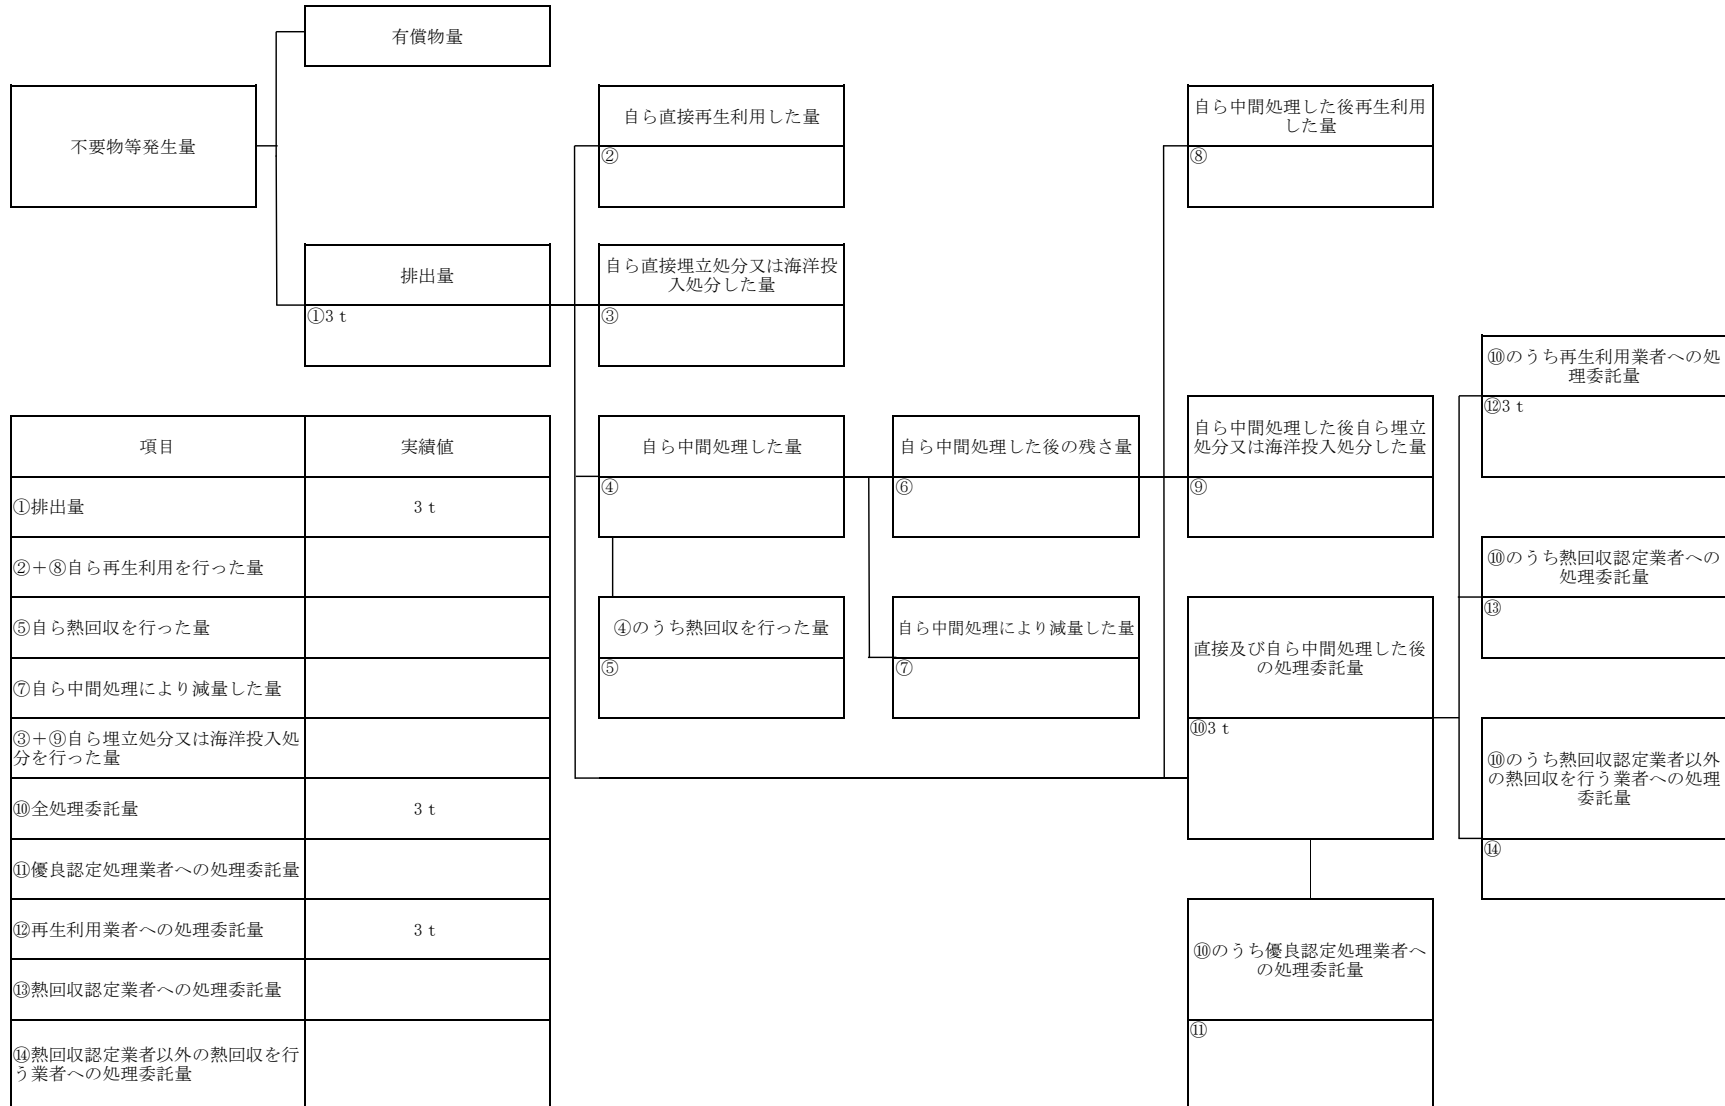 有償物量
不要物等発生量
自ら直接再生利用した量
②
自ら中間処理した後再生利用
した量
⑧
排出量
①3 t
自ら直接埋立処分又は海洋投
入処分した量
③
⑩のうち再生利用業者への処
理委託量
⑫3 t
項目
実績値
①排出量
3 t
②＋⑧自ら再生利用を行った量
⑤自ら熱回収を行った量
⑦自ら中間処理により減量した量
③＋⑨自ら埋立処分又は海洋投入処
分を行った量
⑩全処理委託量
3 t
⑪優良認定処理業者への処理委託量
⑫再生利用業者への処理委託量
3 t
⑬熱回収認定業者への処理委託量
⑭熱回収認定業者以外の熱回収を行
う業者への処理委託量
自ら中間処理した量
④
自ら中間処理した後の残さ量
⑥
自ら中間処理した後自ら埋立
処分又は海洋投入処分した量
⑨
④のうち熱回収を行った量
⑤
自ら中間処理により減量した量
⑦
直接及び自ら中間処理した後
の処理委託量
⑩3 t
⑩のうち熱回収認定業者への
処理委託量
⑬
⑩のうち熱回収認定業者以外
の熱回収を行う業者への処理
委託量
⑭
⑩のうち優良認定処理業者へ
の処理委託量
⑪